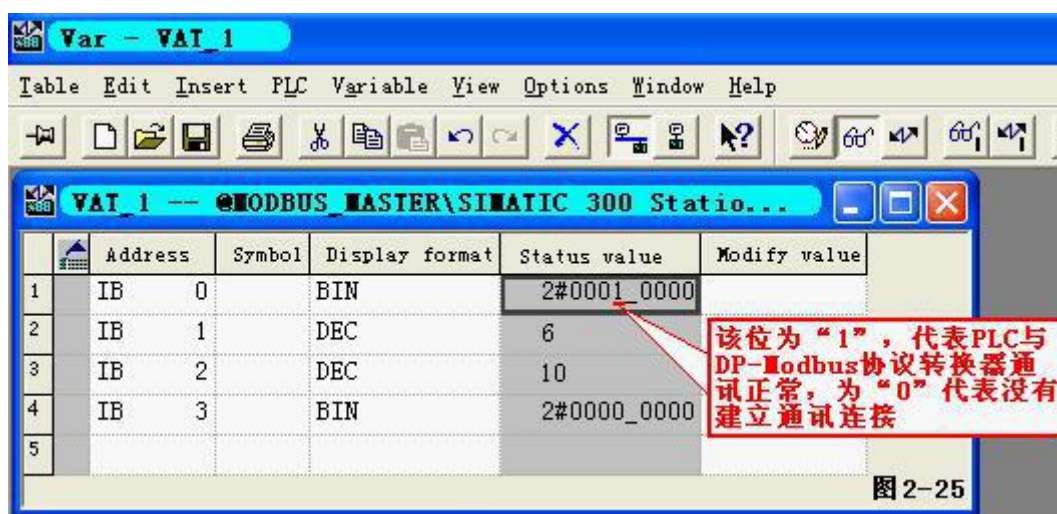 Var - VAT_1
Table Edit Insert PLC Variable View Options Window Help
VAT_1 -- @MODBUS_MASTER\SIMATIC 300 Statio...
Address Symbol Display format Status value Modify value
1 IB 0 BIN 2#0001_0000
2 IB 1 DEC 6
3 IB 2 DEC 10
4 IB 3 BIN 2#0000_0000
5
该位为“1”，代表PLC与
DP-Modbus协议转换器通
讯正常，为“0”代表没有
建立通讯连接
图2-25